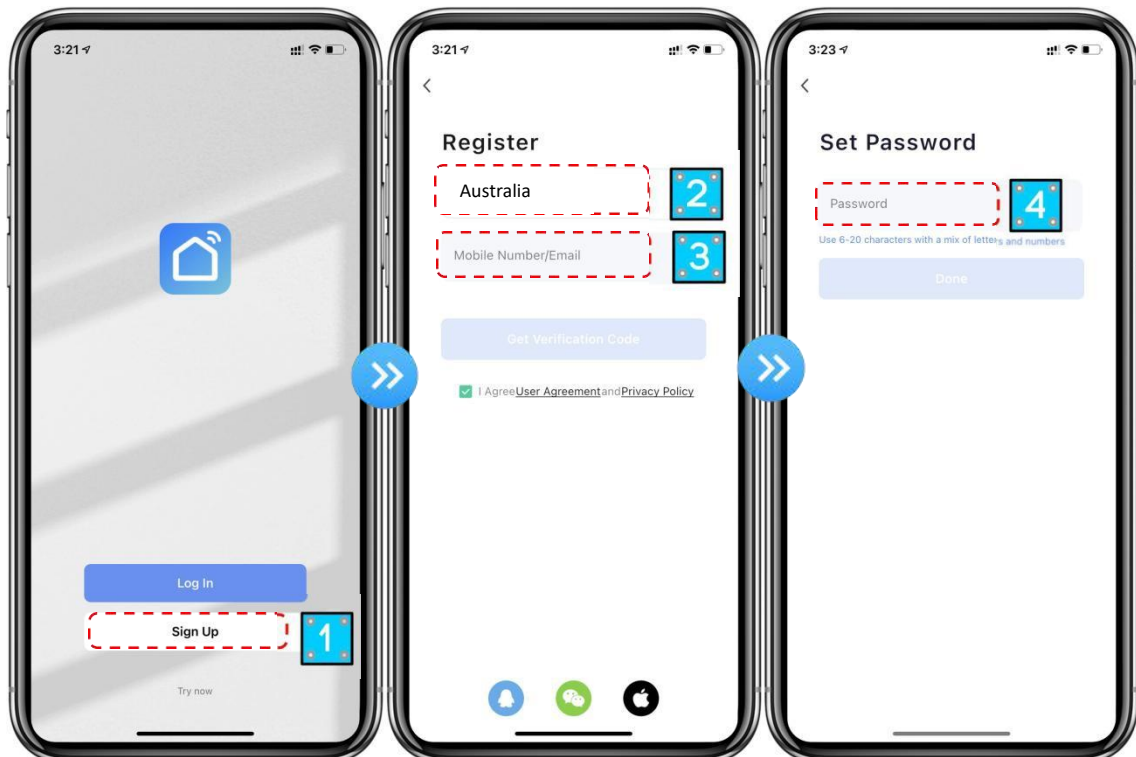 3:21
Log In
Sign Up
1
Try now
3:21
Register
Australia
2
Mobile Number/Email
3
Get Verification Code
I Agree User Agreement and Privacy Policy
3:23
Set Password
Password
4
Use 6-20 characters with a mix of letters and numbers
Done